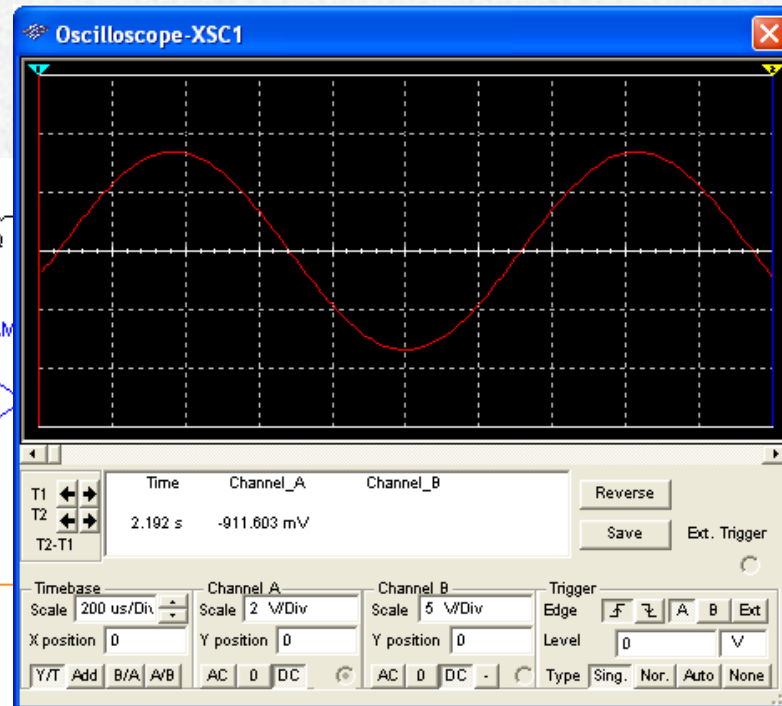 Oscilloscope-XSC1
1 2
Time Channel_A Channel_B
T1
T2 2.192 s -911.603 mV
T2-T1
Reverse
Save Ext. Trigger
Timebase Channel A Channel B Trigger
Scale 200 us/Div Scale 2 V/Div Scale 5 V/Div Edge A B Ext
X position 0 Y position 0 Y position 0 Level 0 V
Y/T Add B/A A/B AC 0 DC AC 0 DC - Type Sing. Nor. Auto None